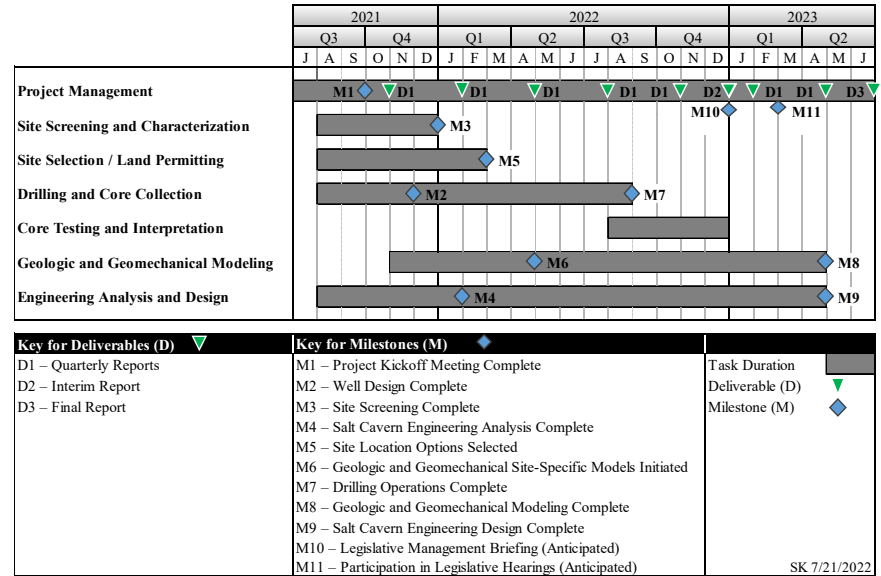 2021 2022 2023
Q3 Q4 Q1 Q2 Q3 Q4 Q1 Q2
J A S O N D J F M A M J J A S O N D J F M A M J
Project Management M1 D1 D1 D1 D1 D1 D2 D1 D1 D3
M10 M11
Site Screening and Characterization M3
Site Selection / Land Permitting M5
Drilling and Core Collection M2 M7
Core Testing and Interpretation
Geologic and Geomechanical Modeling M6 M8
Engineering Analysis and Design M4 M9
Key for Deliverables (D)
D1 – Quarterly Reports
D2 – Interim Report
D3 – Final Report
Key for Milestones (M)
M1 – Project Kickoff Meeting Complete
M2 – Well Design Complete
M3 – Site Screening Complete
M4 – Salt Cavern Engineering Analysis Complete
M5 – Site Location Options Selected
M6 – Geologic and Geomechanical Site-Specific Models Initiated
M7 – Drilling Operations Complete
M8 – Geologic and Geomechanical Modeling Complete
M9 – Salt Cavern Engineering Design Complete
M10 – Legislative Management Briefing (Anticipated)
M11 – Participation in Legislative Hearings (Anticipated)
Task Duration
Deliverable (D)
Milestone (M)
SK 7/21/2022